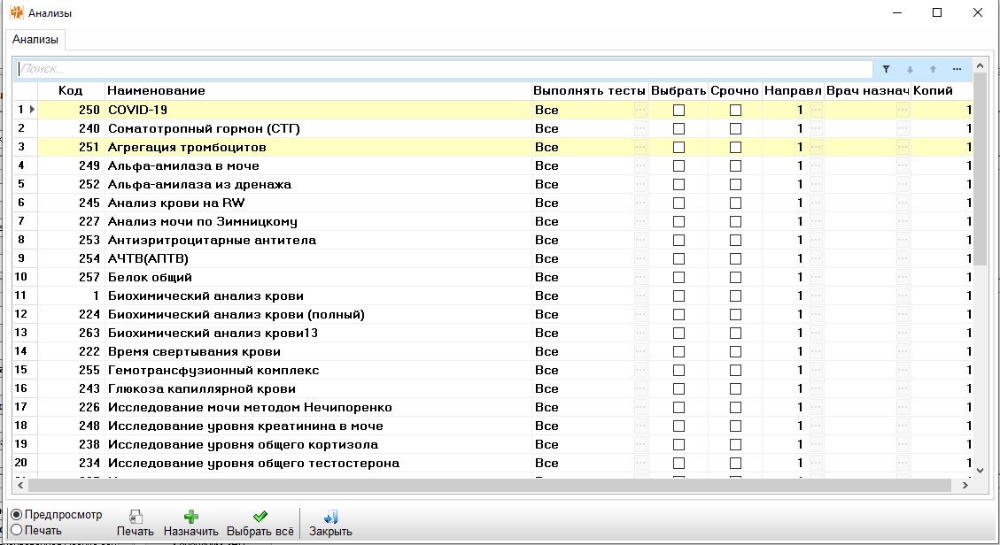 Анализы
Анализы
Поиск...
Код Наименование Выполнять тесты Выбрать Срочно Направл Врач назнач Копий
1 250 COVID-19 Все 1 1
2 240 Соматотропный гормон (СТГ) Все 1 1
3 251 Агрегация тромбоцитов Все 1 1
4 249 Альфа-амилаза в моче Все 1 1
5 252 Альфа-амилаза из дренажа Все 1 1
6 245 Анализ крови на RW Все 1 1
7 227 Анализ мочи по Зимницкому Все 1 1
8 253 Антиэритроцитарные антитела Все 1 1
9 254 АЧТВ(АПТВ) Все 1 1
10 257 Белок общий Все 1 1
11 1 Биохимический анализ крови Все 1 1
12 224 Биохимический анализ крови (полный) Все 1 1
13 263 Биохимический анализ крови13 Все 1 1
14 222 Время свертывания крови Все 1 1
15 255 Гемотрансфузионный комплекс Все 1 1
16 243 Глюкоза капиллярной крови Все 1 1
17 226 Исследование мочи методом Нечипоренко Все 1 1
18 248 Исследование уровня креатинина в моче Все 1 1
19 238 Исследование уровня общего кортизола Все 1 1
20 234 Исследование уровня общего тестостерона Все 1 1
Предпросмотр
Печать
Печать Назначить Выбрать всё Закрыть